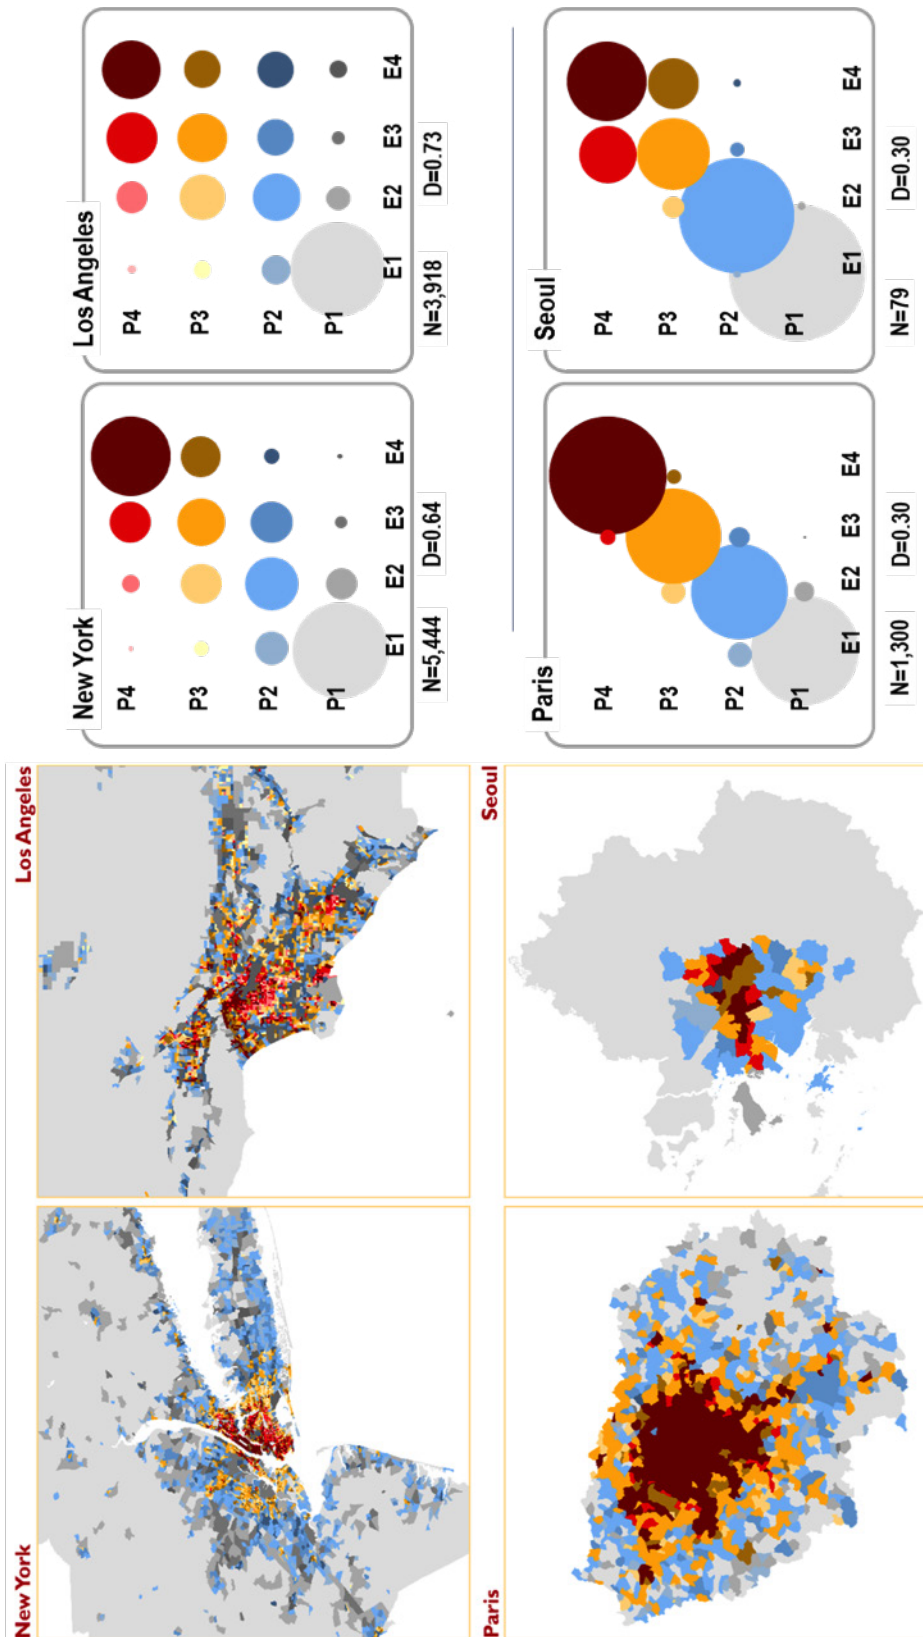 New York
Los Angeles
Paris
Seoul
New York
P4
P3
P2
P1
E1 E2 E3 E4
N=5,444 D=0.64
Los Angeles
P4
P3
P2
P1
E1 E2 E3 E4
N=3,918 D=0.73
Paris
P4
P3
P2
P1
E1 E2 E3 E4
N=1,300 D=0.30
Seoul
P4
P3
P2
P1
E1 E2 E3 E4
N=79 D=0.30